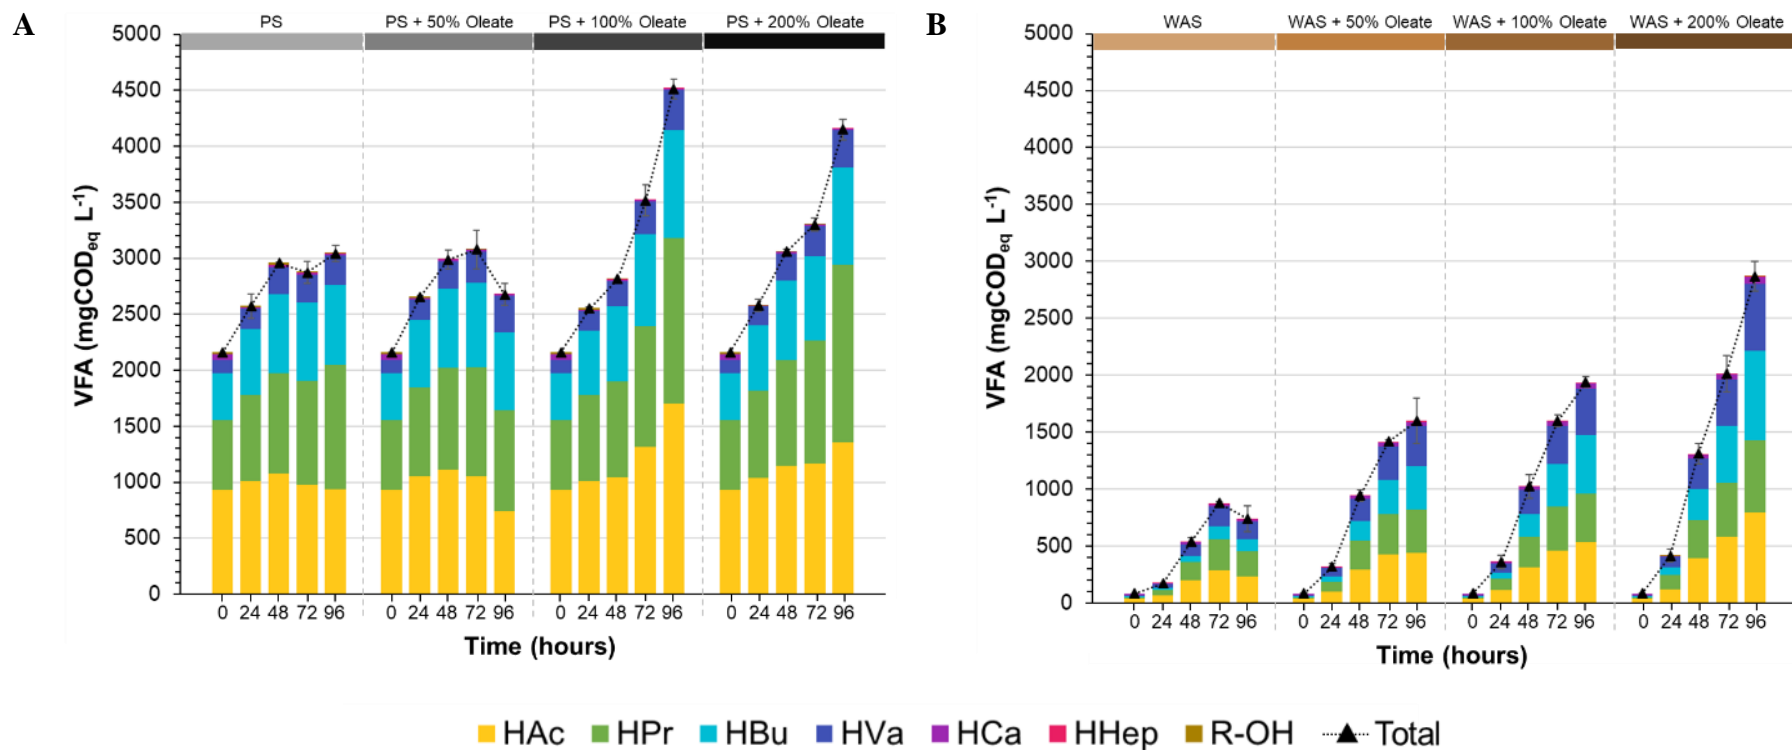 A
PS PS + 50% Oleate PS + 100% Oleate PS + 200% Oleate
5000
4500
4000
3500
3000
2500
2000
1500
1000
500
0
VFA (mgCODeq L-1)
0 24 48 72 96 0 24 48 72 96 0 24 48 72 96 0 24 48 72 96
Time (hours)
B
WAS WAS + 50% Oleate WAS + 100% Oleate WAS + 200% Oleate
5000
4500
4000
3500
3000
2500
2000
1500
1000
500
0
VFA (mgCODeq L-1)
0 24 48 72 96 0 24 48 72 96 0 24 48 72 96 0 24 48 72 96
Time (hours)
HAc HPr HBu HVa HCa HHep R-OH Total